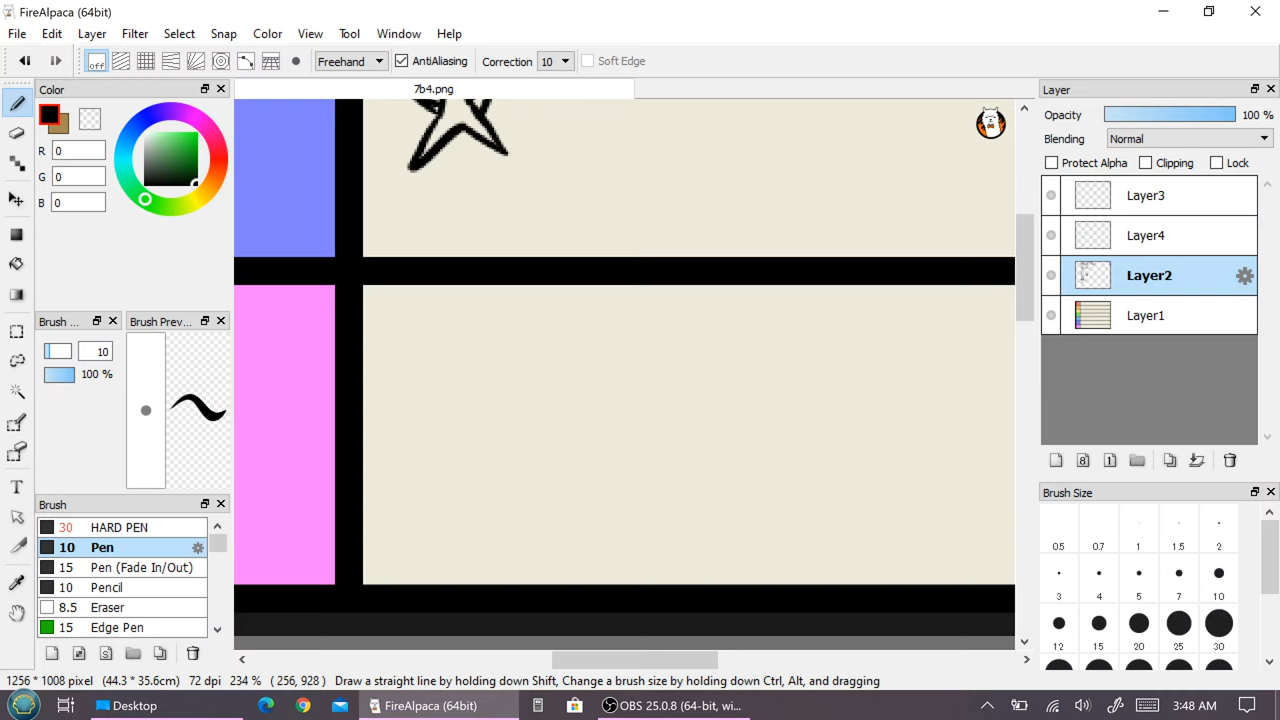 FireAlpaca (64bit)
File Edit Layer Filter Select Snap Color View Tool Window Help
off Freehand AntiAliasing Correction 10 Soft Edge
Color
7b4.png
Layer
R 0
G 0
B 0
Opacity 100 %
Blending Normal
Protect Alpha Clipping Lock
Layer3
Layer4
Layer2
Layer1
Brush ... Brush Prev...
10
100 %
Brush
30 HARD PEN
10 Pen
15 Pen (Fade In/Out)
10 Pencil
8.5 Eraser
15 Edge Pen
8 1
S
Brush Size
0.5 0.7 1 1.5 2
3 4 5 7 10
12 15 20 25 30
1256 * 1008 pixel (44.3 * 35.6cm) 72 dpi 234 % ( 256, 928 ) Draw a straight line by holding down Shift, Change a brush size by holding down Ctrl, Alt, and dragging
Desktop FireAlpaca (64bit) OBS 25.0.8 (64-bit, wi... 3:48 AM